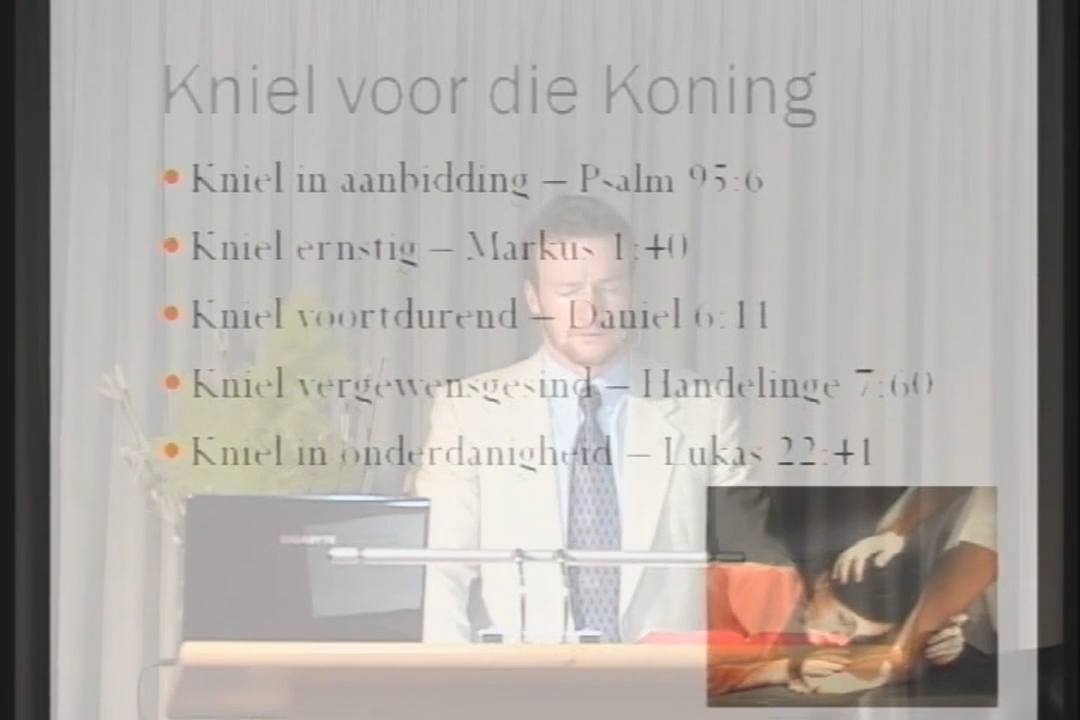 Kniel voor die Koning
• Kniel in aanbidding – Psalm 95:6
• Kniel ernstig – Markus 1:40
• Kniel voortdurend – Daniel 6:11
• Kniel vergewensgesind – Handelinge 7:60
• Kniel in onderdanigheid – Lukas 22:41
GIGABYTE